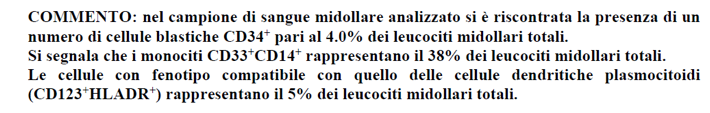 COMMENTO: nel campione di sangue midollare analizzato si è riscontrata la presenza di un
numero di cellule blastiche CD34⁺ pari al 4.0% dei leucociti midollari totali.
Si segnala che i monociti CD33⁺CD14⁺ rappresentano il 38% dei leucociti midollari totali.
Le cellule con fenotipo compatibile con quello delle cellule dendritiche plasmocitoidi
(CD123⁺HLADR⁺) rappresentano il 5% dei leucociti midollari totali.